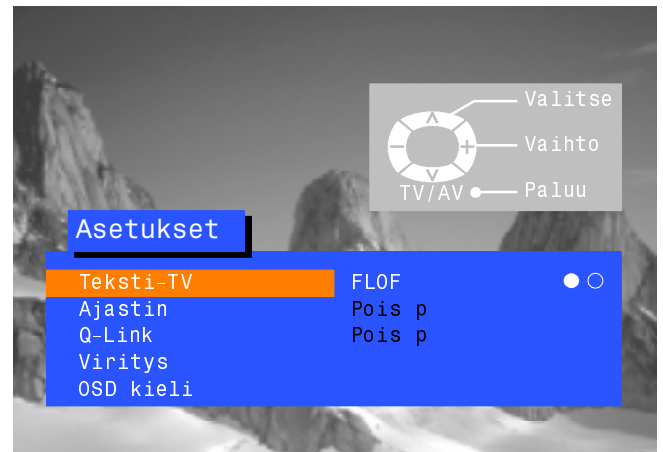 Valitse
Vaihto
TV/AV Paluu
Asetukset
Teksti-TV FLOF
Ajastin Pois p
Q-Link Pois p
Viritys
OSD kieli